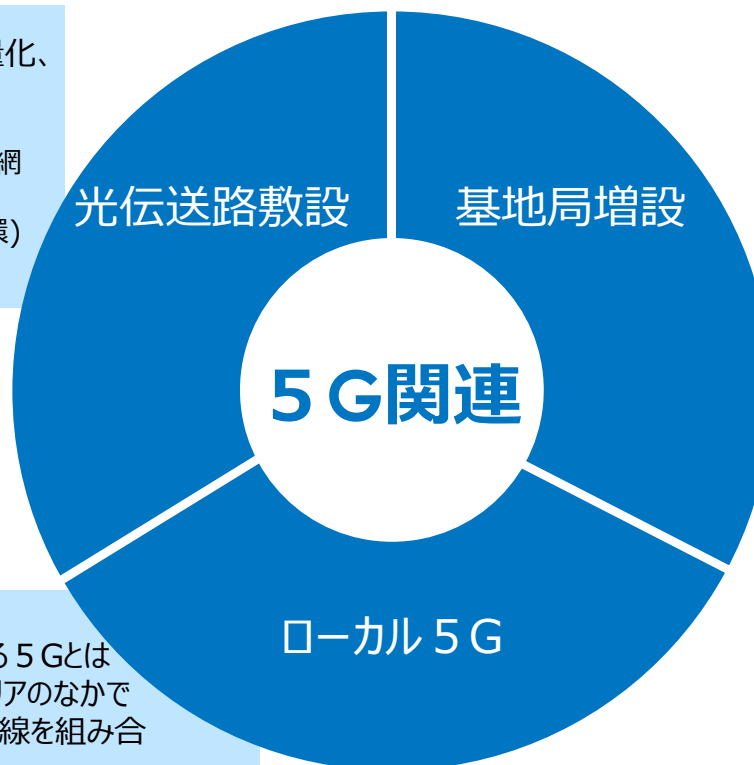 量化、
網
環)
光伝送路敷設
基地局増設
５G関連
ローカル５G
る５Gとは
リアのなかで
線を組み合